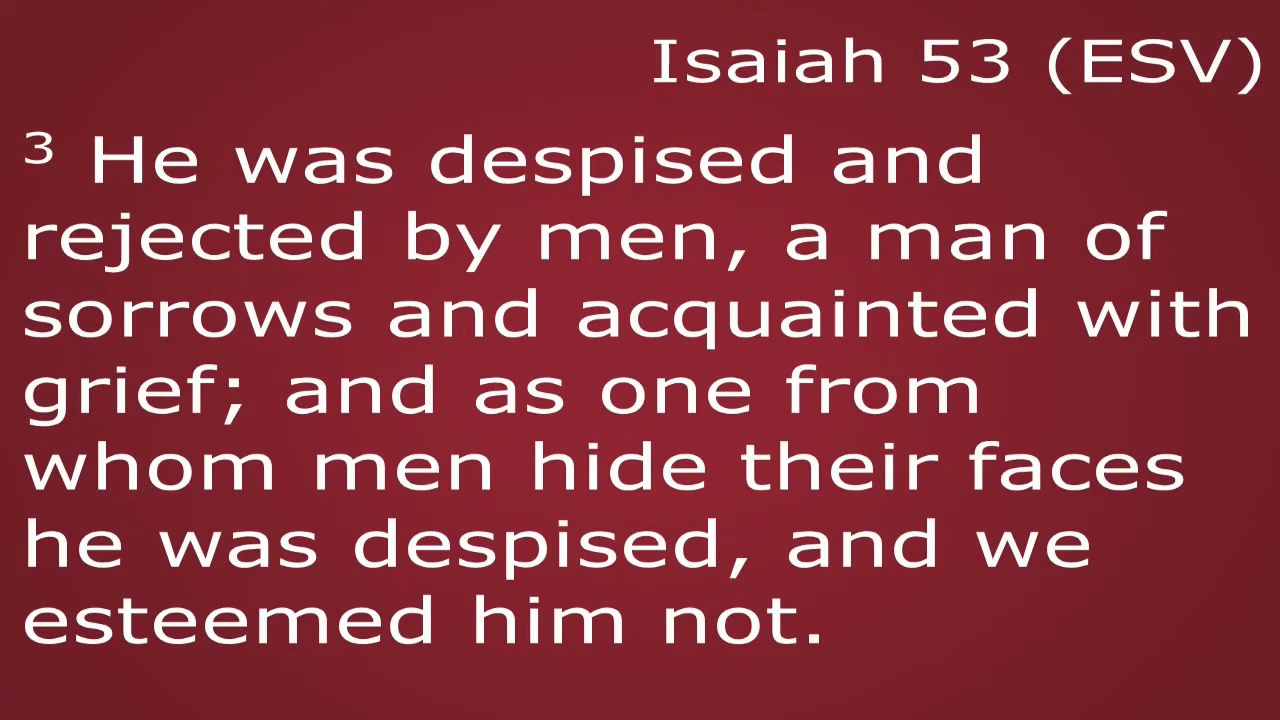 Isaiah 53 (ESV)
3 He was despised and
rejected by men, a man of
sorrows and acquainted with
grief; and as one from
whom men hide their faces
he was despised, and we
esteemed him not.